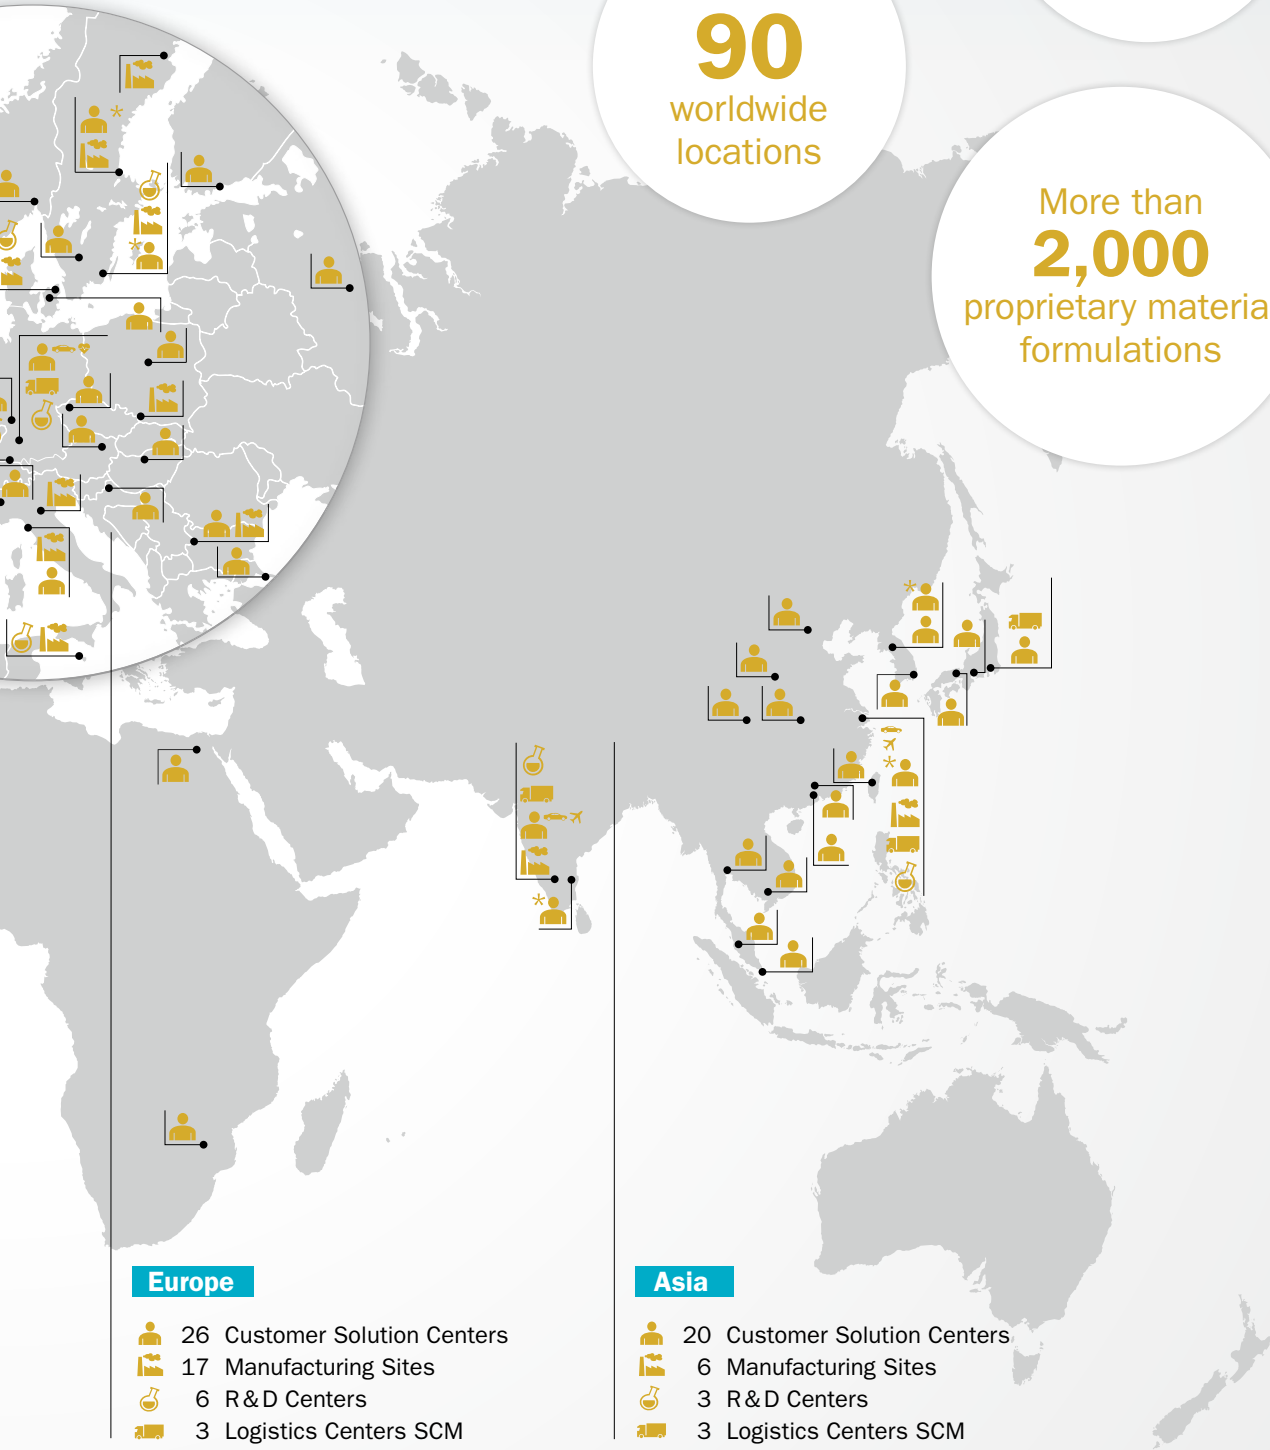 90
worldwide
locations
More than
2,000
proprietary materia
formulations
Europe
26 Customer Solution Centers
17 Manufacturing Sites
6 R&D Centers
3 Logistics Centers SCM
Asia
20 Customer Solution Centers
6 Manufacturing Sites
3 R&D Centers
3 Logistics Centers SCM